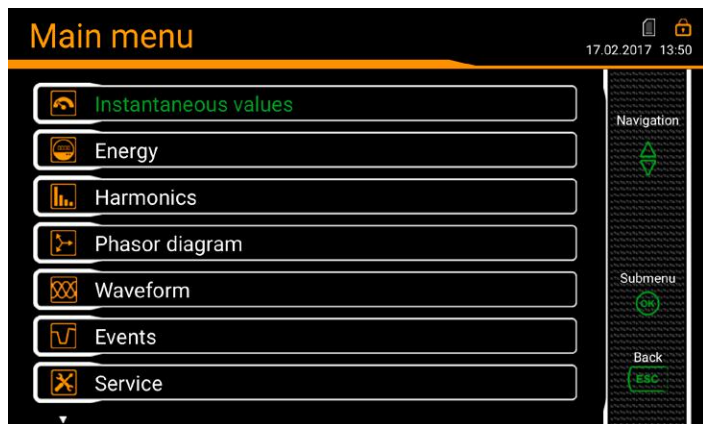 Main menu
17.02.2017 13:50
Instantaneous values
Energy
Harmonics
Phasor diagram
Waveform
Events
Service
Navigation
Submenu
OK
Back
ESC